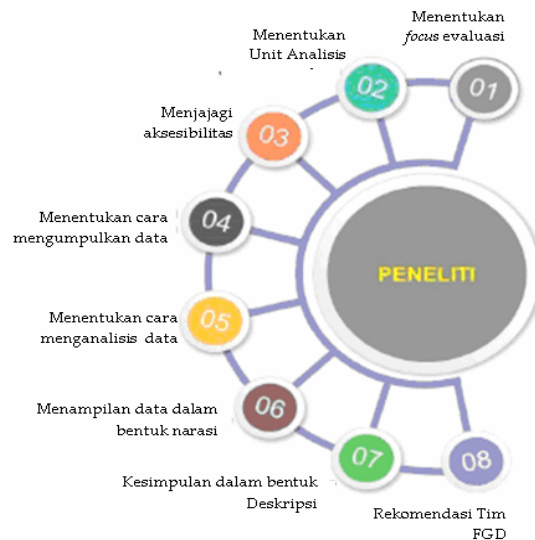 Menentukan
focus evaluasi
01
Menentukan
Unit Analisis
02
Menjajagi
aksesibilitas
03
Menentukan cara
mengumpulkan data
04
Menentukan cara
menganalisis data
05
Menampilan data dalam
bentuk narasi
06
Kesimpulan dalam bentuk
Deskripsi
07
Rekomendasi Tim
FGD
08
PENELITI